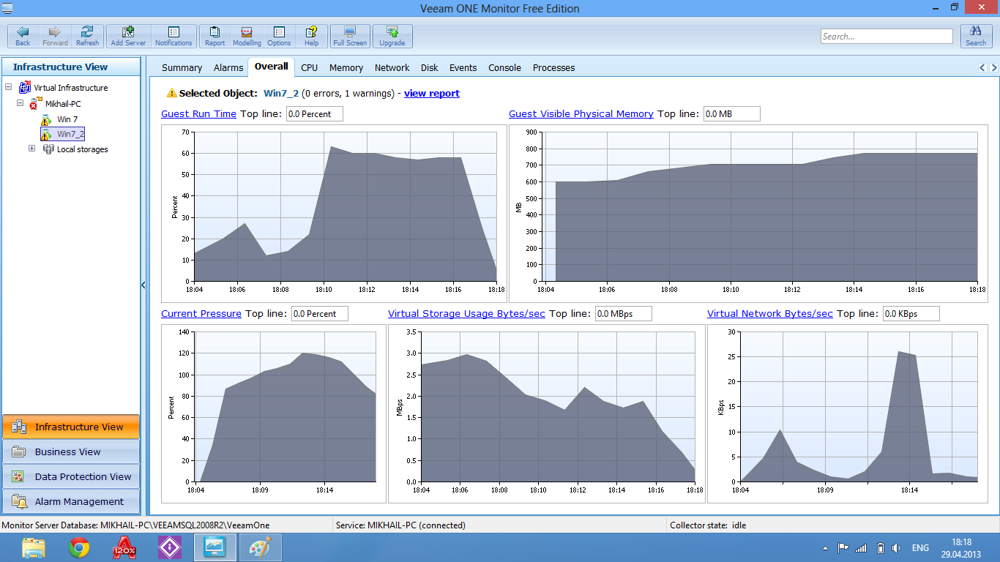 Veeam ONE Monitor Free Edition
Back Forward Refresh Add Server Notifications Report Modelling Options Help Full Screen Upgrade Search... Search
Infrastructure View
Summary Alarms Overall CPU Memory Network Disk Events Console Processes
Virtual Infrastructure
Mikhail-PC
Win 7
Win7_2
Local storages
Selected Object: Win7_2 (0 errors, 1 warnings) - view report
Guest Run Time Top line: 0.0 Percent
70
60
50
40
30
20
10
0
Percent
18:04 18:06 18:08 18:10 18:12 18:14 18:16 18:18
Guest Visible Physical Memory Top line: 0.0 MB
900
800
700
600
500
400
300
200
100
0
MB
18:04 18:06 18:08 18:10 18:12 18:14 18:16 18:18
Current Pressure Top line: 0.0 Percent
140
120
100
80
60
40
20
0
Percent
18:04 18:09 18:14
Virtual Storage Usage Bytes/sec Top line: 0.0 MBps
3.5
3.0
2.5
2.0
1.5
1.0
0.5
0.0
MBps
18:04 18:06 18:08 18:10 18:12 18:14 18:16 18:18
Virtual Network Bytes/sec Top line: 0.0 KBps
30
25
20
15
10
5
0
KBps
18:04 18:09 18:14
Infrastructure View
Business View
Data Protection View
Alarm Management
Monitor Server Database: MIKHAIL-PC\VEEAMSQL2008R2\VeeamOne Service: MIKHAIL-PC (connected) Collector state: idle
120%
ENG
18:18
29.04.2013